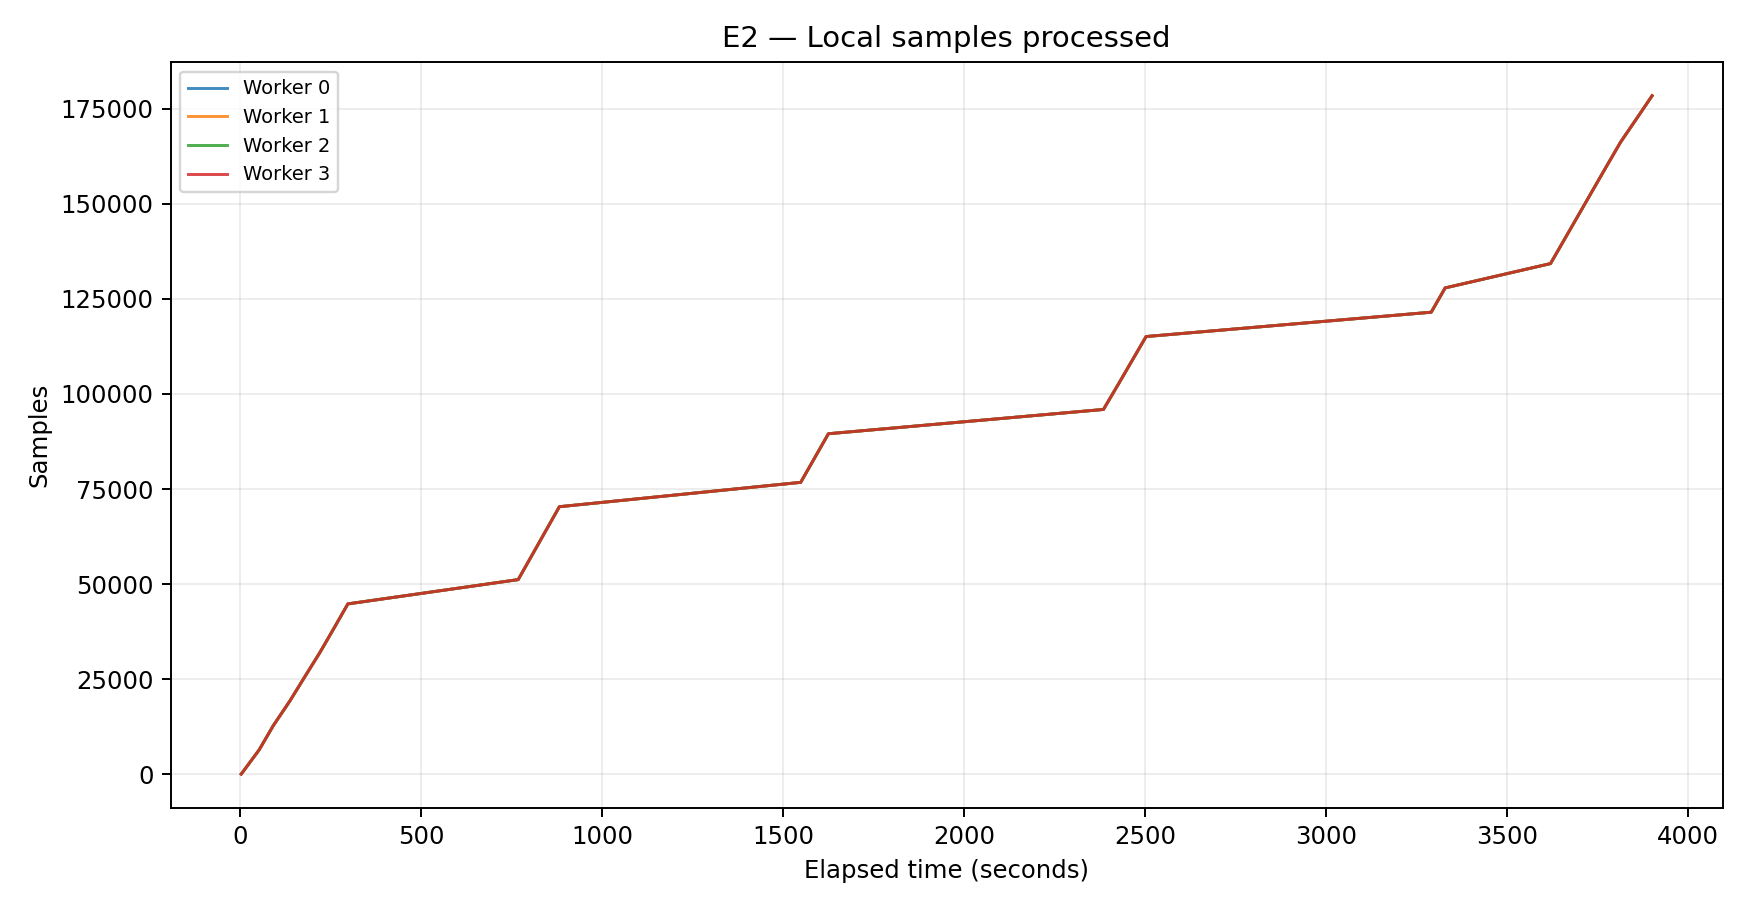 E2 — Local samples processed
Worker 0
Worker 1
Worker 2
Worker 3
175000
150000
125000
100000
75000
50000
25000
0
Samples
0 500 1000 1500 2000 2500 3000 3500 4000
Elapsed time (seconds)